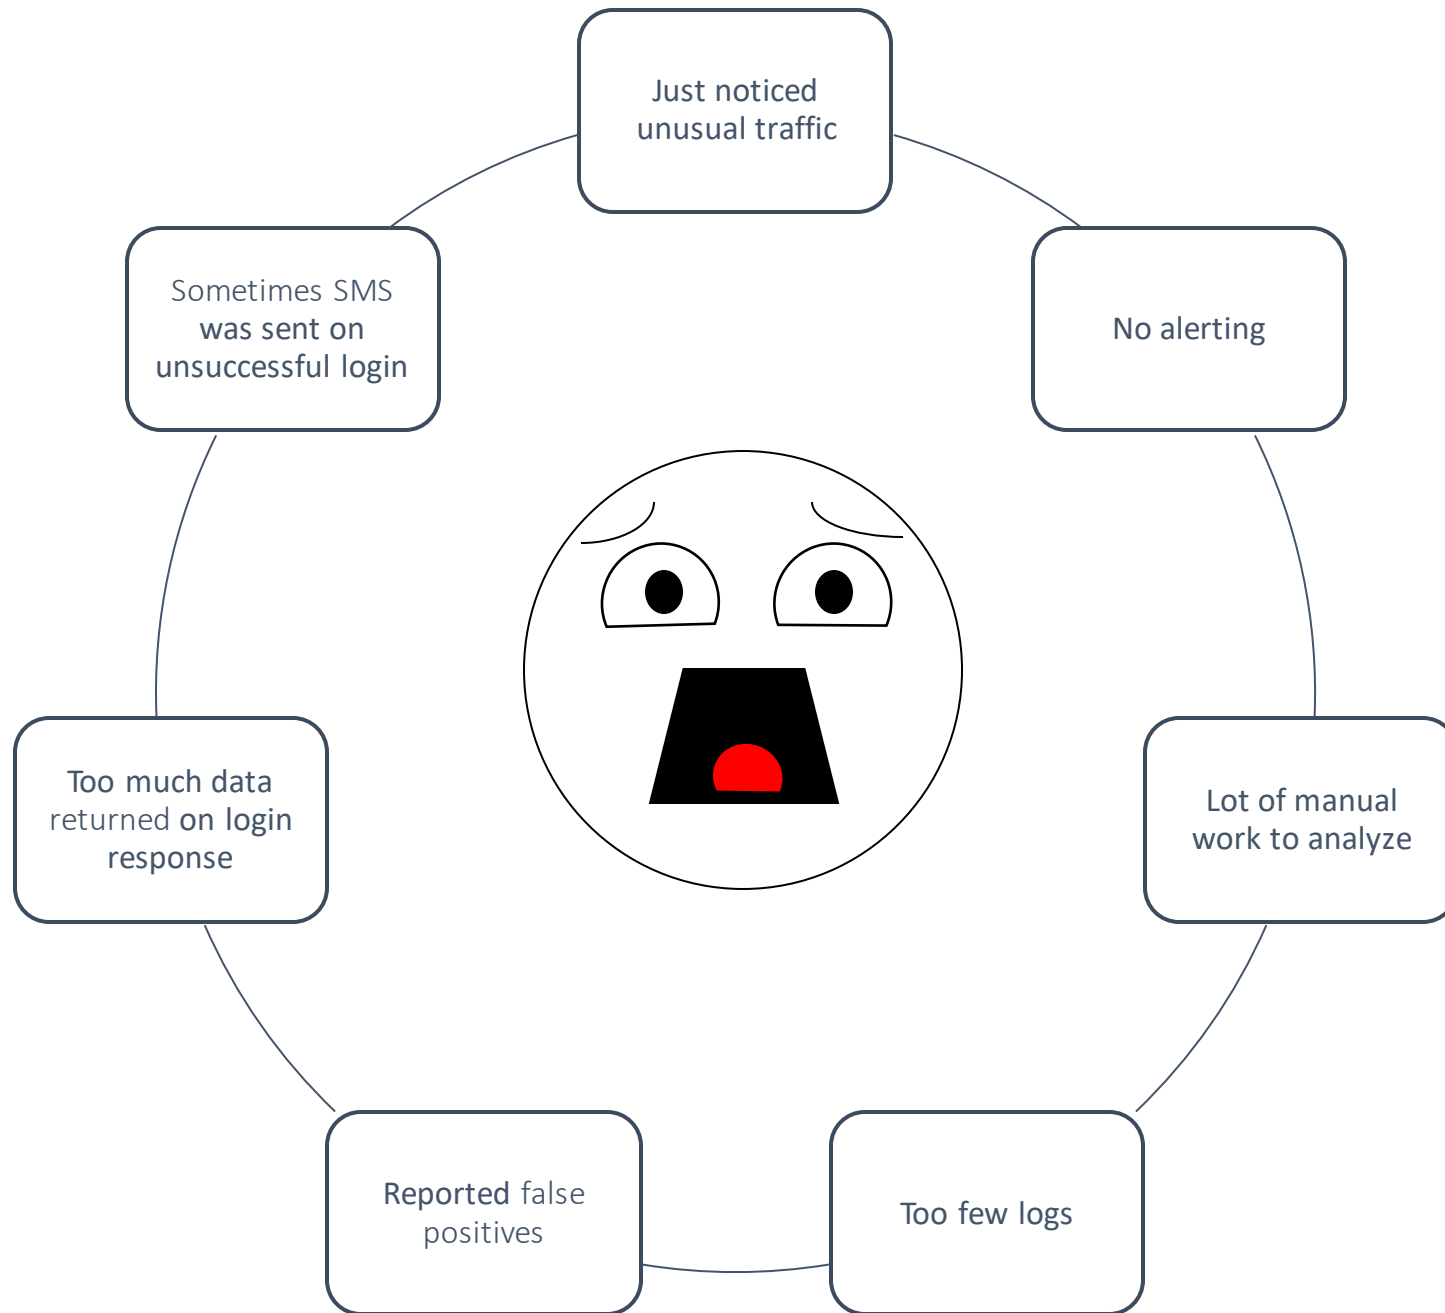 Just noticed
unusual traffic
No alerting
Lot of manual
work to analyze
Too few logs
Reported false
positives
Too much data
returned on login
response
Sometimes SMS
was sent on
unsuccessful login